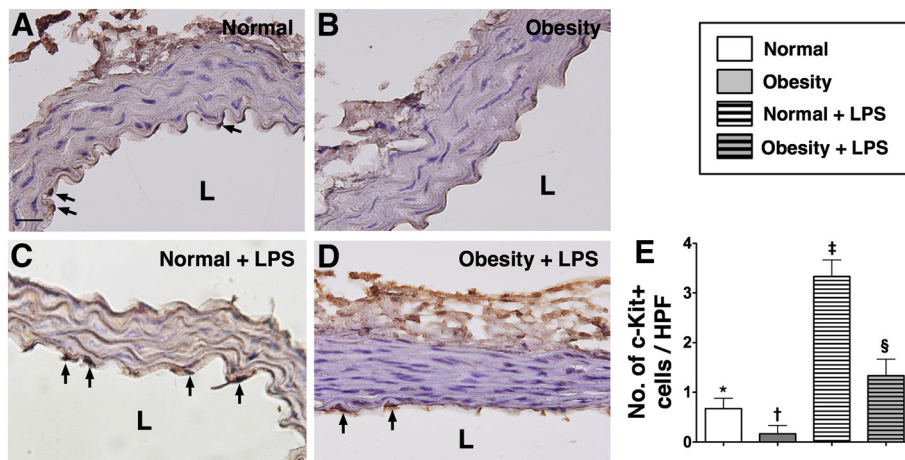 A Normal
L
B Obesity
L
C Normal + LPS
L
D Obesity + LPS
L
Normal
Obesity
Normal + LPS
Obesity + LPS
E
No. of c-Kit+
cells / HPF
4
3
2
1
0
*
†
‡
§